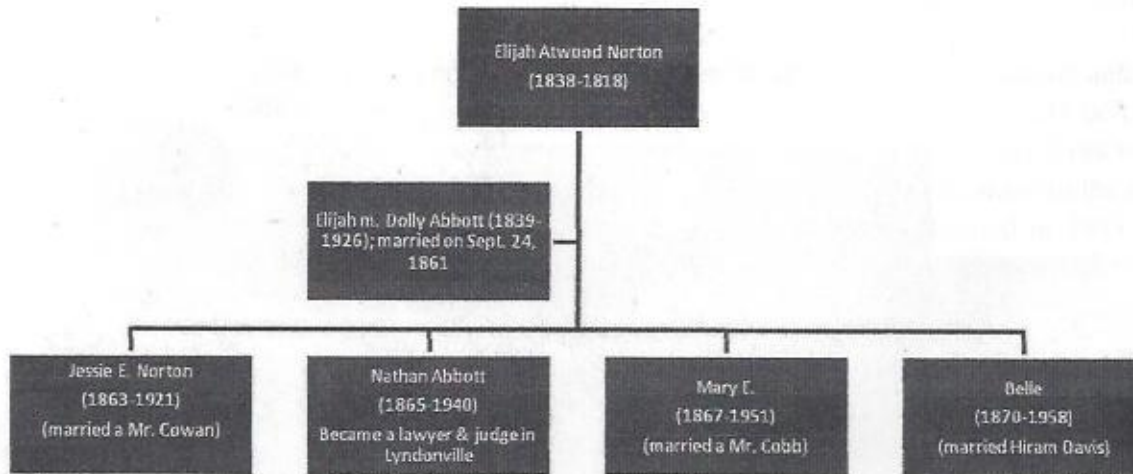 Elijah Atwood Norton
(1838-1818)
Elijah m. Dolly Abbott (1839-
1926); married on Sept. 24,
1861
Jessie E. Norton
(1863-1921)
(married a Mr. Cowan)
Nathan Abbott
(1865-1940)
Became a lawyer & judge in
Lyndonville
Mary E.
(1867-1951)
(married a Mr. Cobb)
Belle
(1870-1958)
(married Hiram Davis)